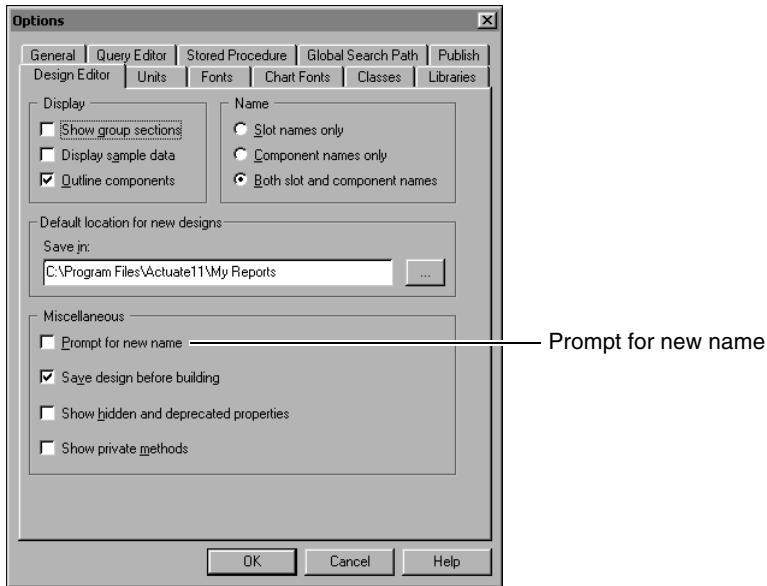 Options
General Query Editor Stored Procedure Global Search Path Publish
Design Editor Units Fonts Chart Fonts Classes Libraries
Display
Show group sections
Display sample data
Outline components
Name
Slot names only
Component names only
Both slot and component names
Default location for new designs
Save in:
C:\Program Files\Actuate11\My Reports
...
Miscellaneous
Prompt for new name
Prompt for new name
Save design before building
Show hidden and deprecated properties
Show private methods
OK Cancel Help